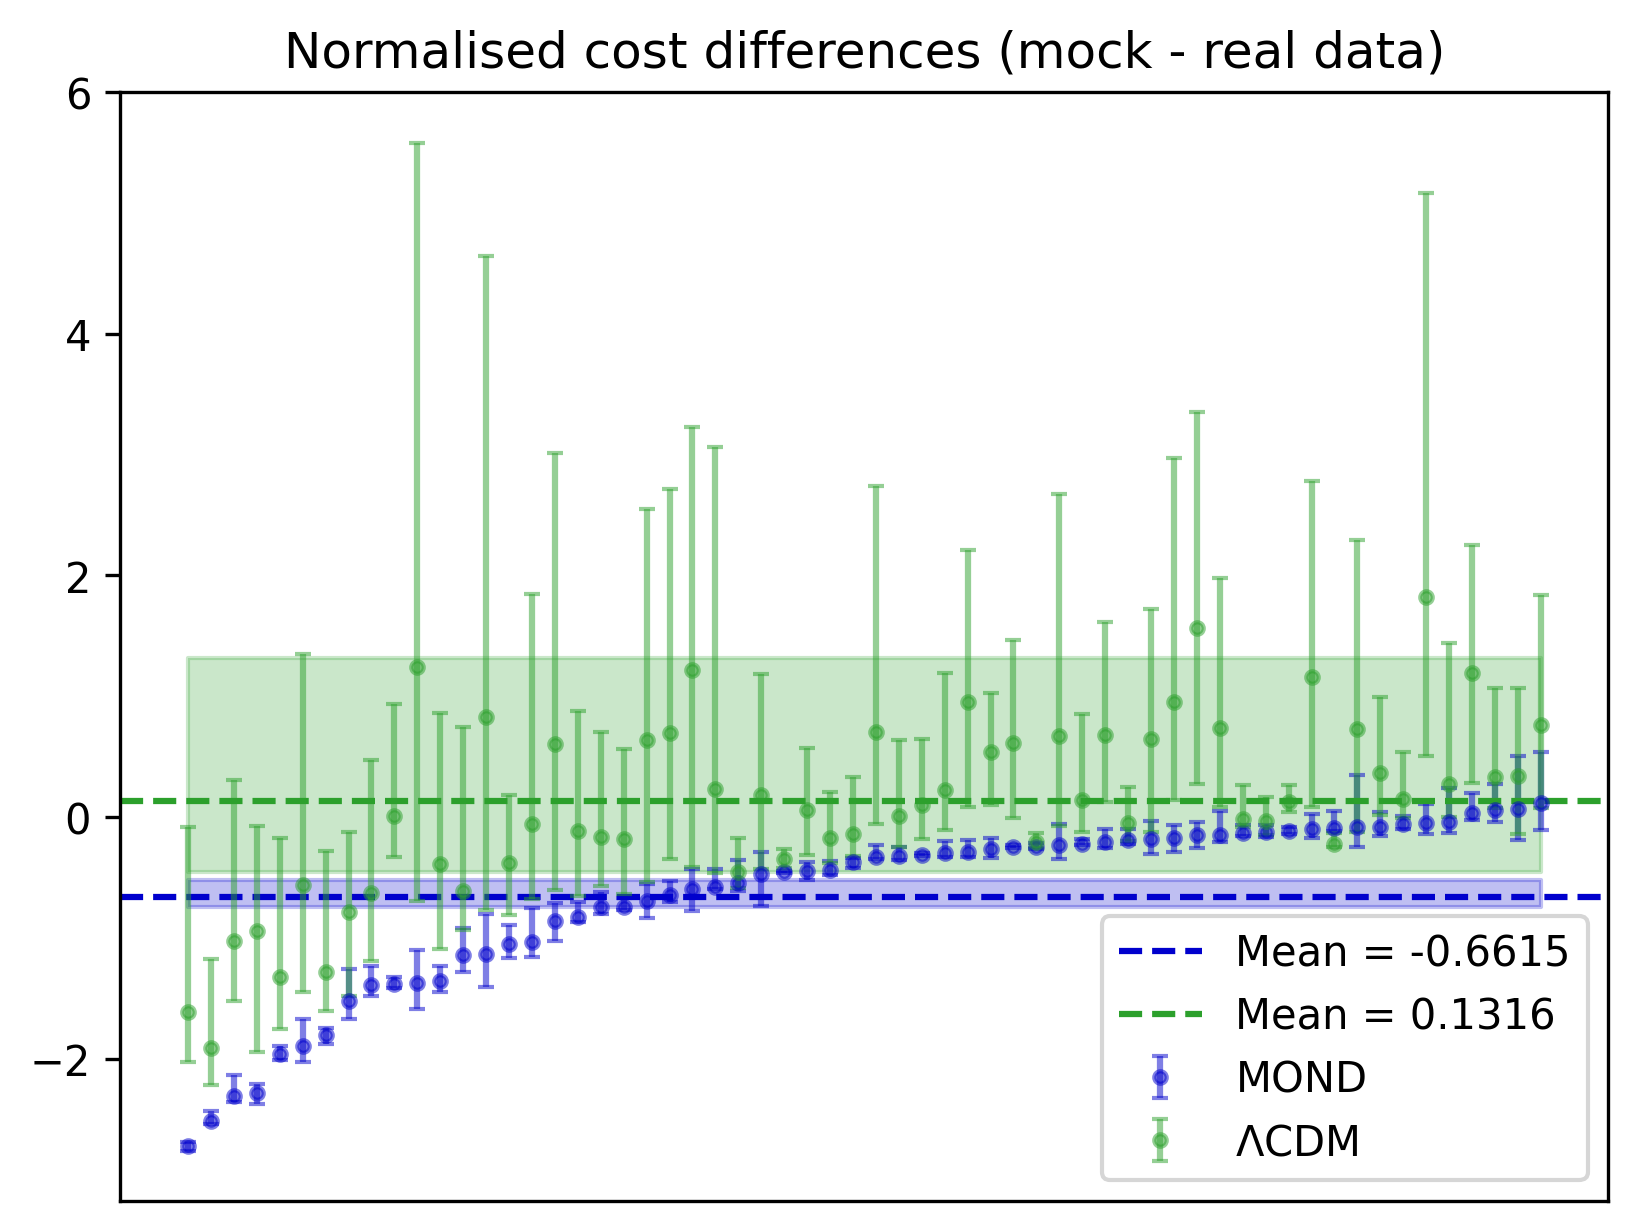 Normalised cost differences (mock - real data)
6
4
2
0
−2
Mean = -0.6615
Mean = 0.1316
MOND
ΛCDM